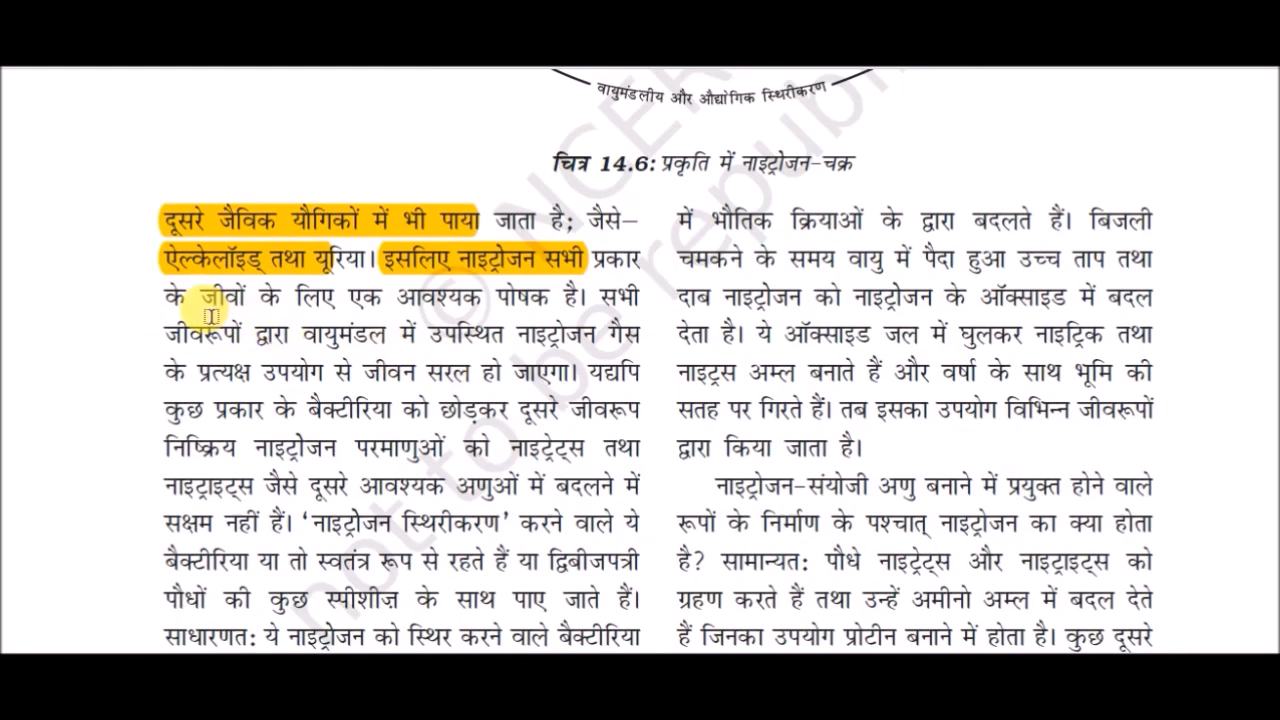 वायुमंडलीय और औद्योगिक स्थिरीकरण
चित्र 14.6: प्रकृति में नाइट्रोजन-चक्र
दूसरे जैविक यौगिकों में भी पाया जाता है; जैसे–
ऐल्केलॉइड् तथा यूरिया। इसलिए नाइट्रोजन सभी प्रकार
के जीवों के लिए एक आवश्यक पोषक है। सभी
जीवरूपों द्वारा वायुमंडल में उपस्थित नाइट्रोजन गैस
के प्रत्यक्ष उपयोग से जीवन सरल हो जाएगा। यद्यपि
कुछ प्रकार के बैक्टीरिया को छोड़कर दूसरे जीवरूप
निष्क्रिय नाइट्रोजन परमाणुओं को नाइट्रेट्स तथा
नाइट्राइट्स जैसे दूसरे आवश्यक अणुओं में बदलने में
सक्षम नहीं हैं। ‘नाइट्रोजन स्थिरीकरण’ करने वाले ये
बैक्टीरिया या तो स्वतंत्र रूप से रहते हैं या द्विबीजपत्री
पौधों की कुछ स्पीशीज़ के साथ पाए जाते हैं।
साधारणत: ये नाइट्रोजन को स्थिर करने वाले बैक्टीरिया
में भौतिक क्रियाओं के द्वारा बदलते हैं। बिजली
चमकने के समय वायु में पैदा हुआ उच्च ताप तथा
दाब नाइट्रोजन को नाइट्रोजन के ऑक्साइड में बदल
देता है। ये ऑक्साइड जल में घुलकर नाइट्रिक तथा
नाइट्रस अम्ल बनाते हैं और वर्षा के साथ भूमि की
सतह पर गिरते हैं। तब इसका उपयोग विभिन्न जीवरूपों
द्वारा किया जाता है।
नाइट्रोजन-संयोजी अणु बनाने में प्रयुक्त होने वाले
रूपों के निर्माण के पश्चात् नाइट्रोजन का क्या होता
है? सामान्यत: पौधे नाइट्रेट्स और नाइट्राइट्स को
ग्रहण करते हैं तथा उन्हें अमीनो अम्ल में बदल देते
हैं जिनका उपयोग प्रोटीन बनाने में होता है। कुछ दूसरे
© NCER
not to be republ